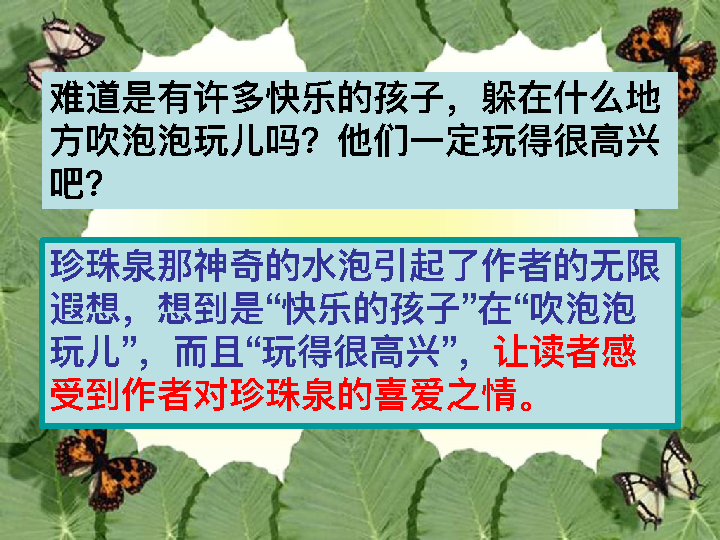 难道是有许多快乐的孩子，躲在什么地
方吹泡泡玩儿吗？他们一定玩得很高兴
吧？
珍珠泉那神奇的水泡引起了作者的无限
遐想，想到是“快乐的孩子”在“吹泡泡
玩儿”，而且“玩得很高兴”，让读者感
受到作者对珍珠泉的喜爱之情。